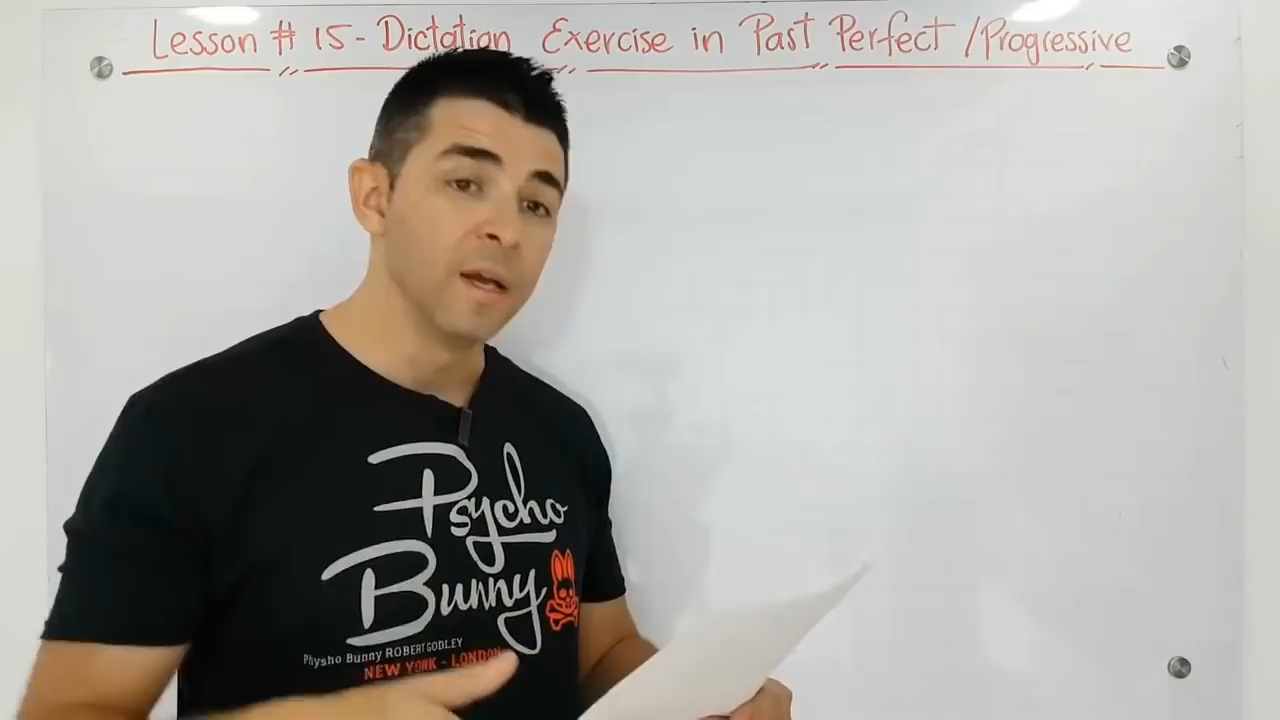 Lesson # 15 - Dictation Exercise in Past Perfect / Progressive
Psycho
Bunny
Physho Bunny ROBERT GODLEY
NEW YORK - LONDON